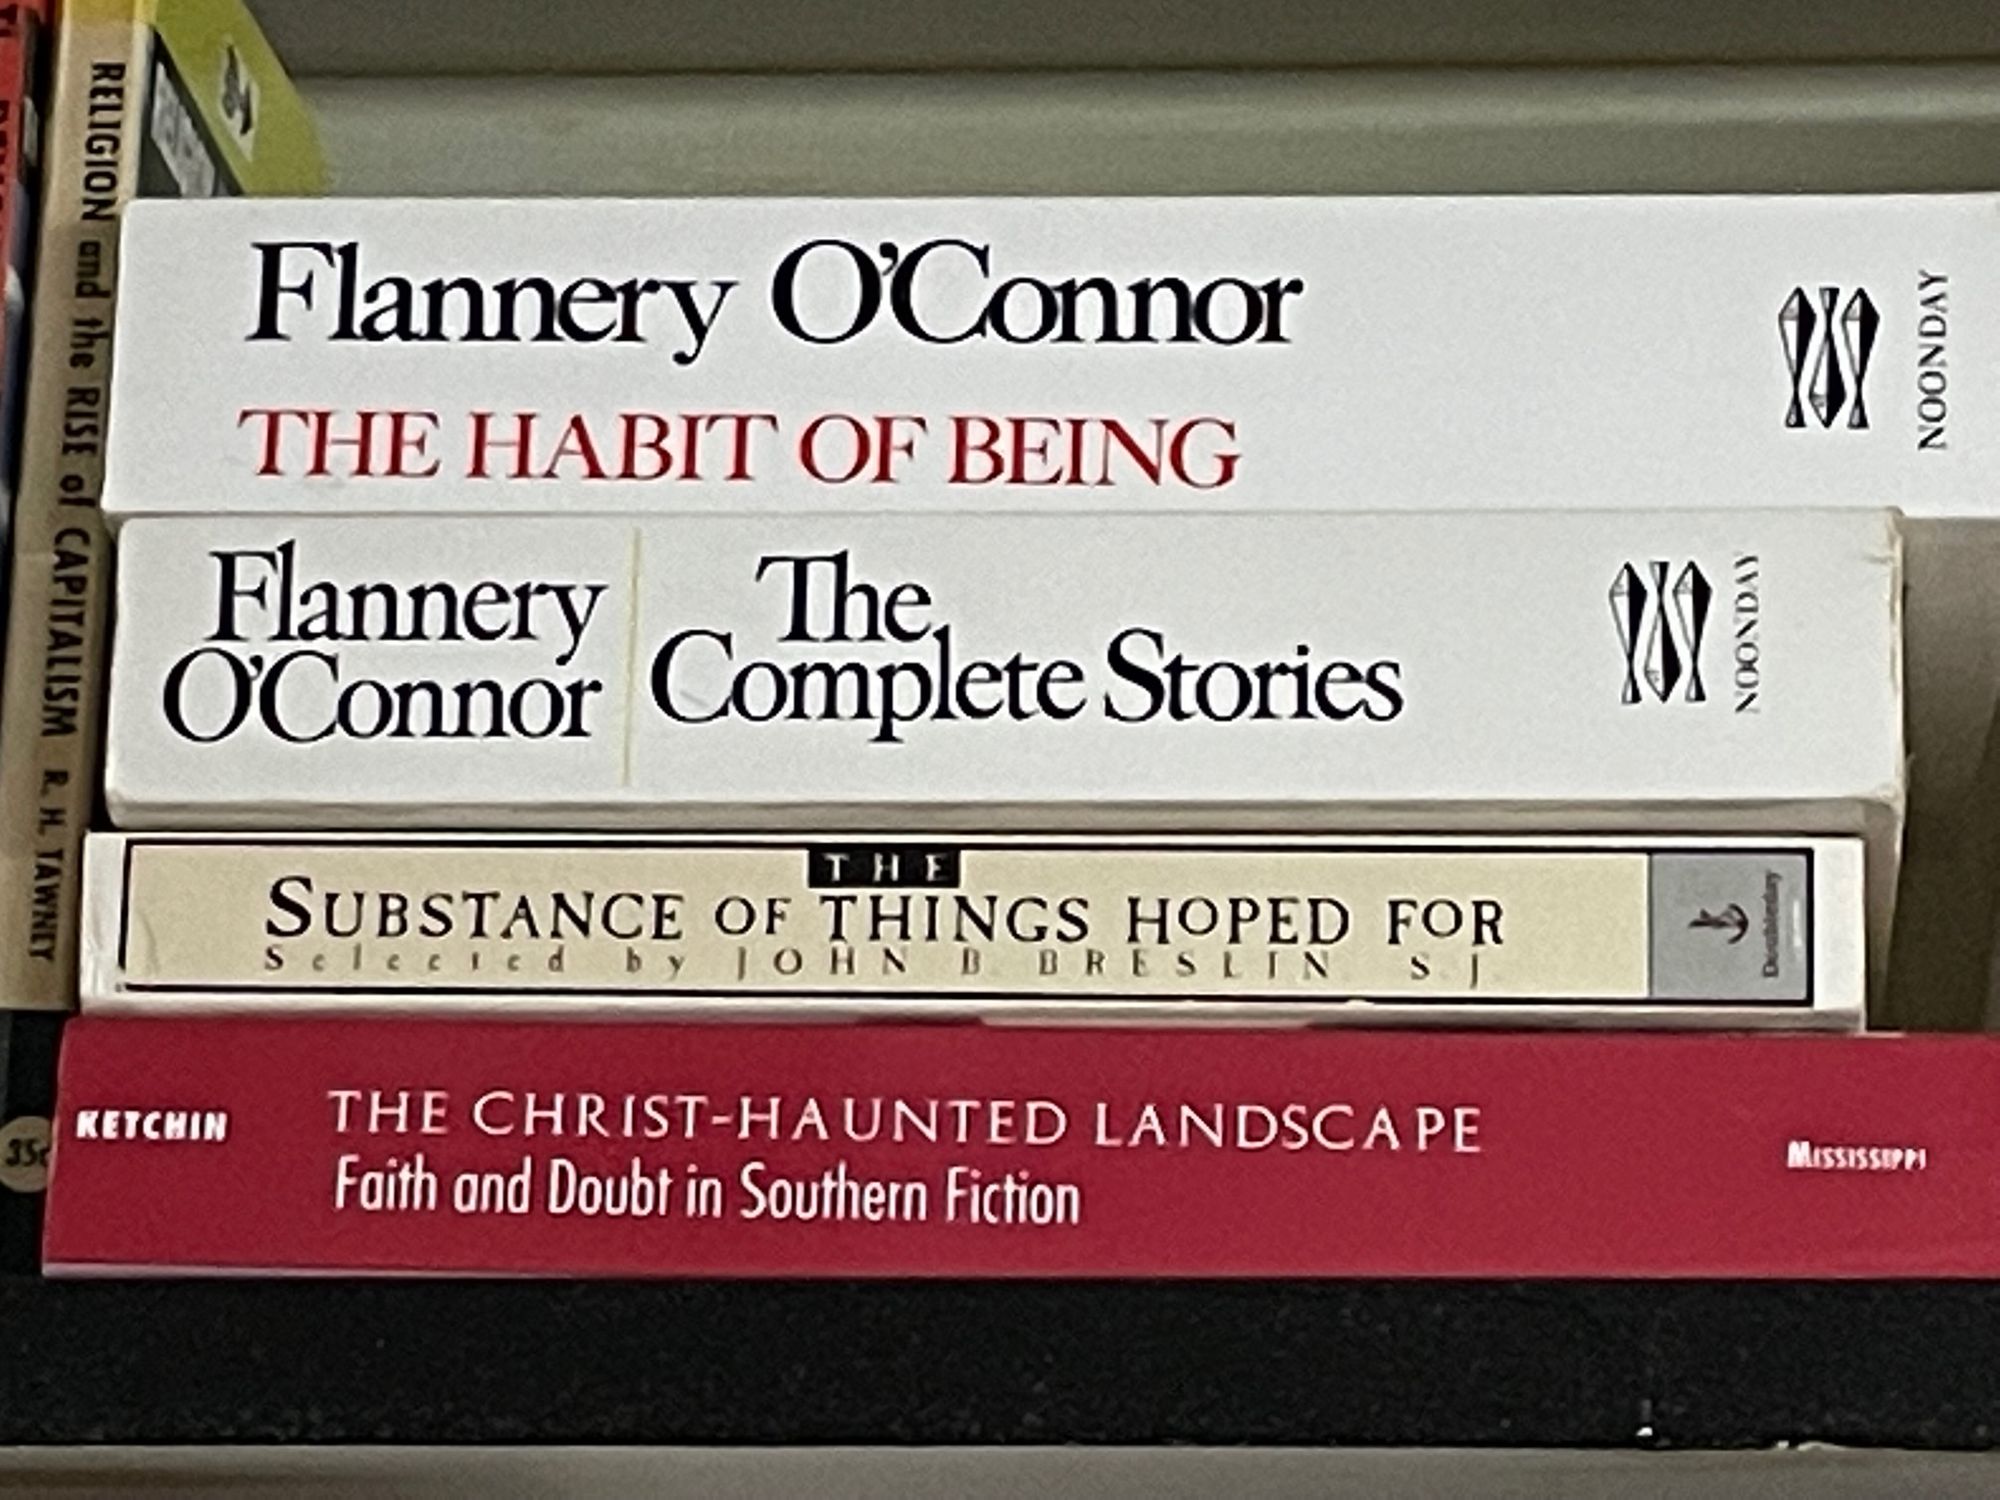 RELIGION and the RISE of CAPITALISM R. H. TAWNEY
Flannery O'Connor
THE HABIT OF BEING
NOONDAY
Flannery
O'Connor
The
Complete Stories
NOONDAY
THE
SUBSTANCE OF THINGS HOPED FOR
Selected by JOHN B BRESLIN S J
Doubleday
KETCHIN
THE CHRIST-HAUNTED LANDSCAPE
Faith and Doubt in Southern Fiction
MISSISSIPPI
35c